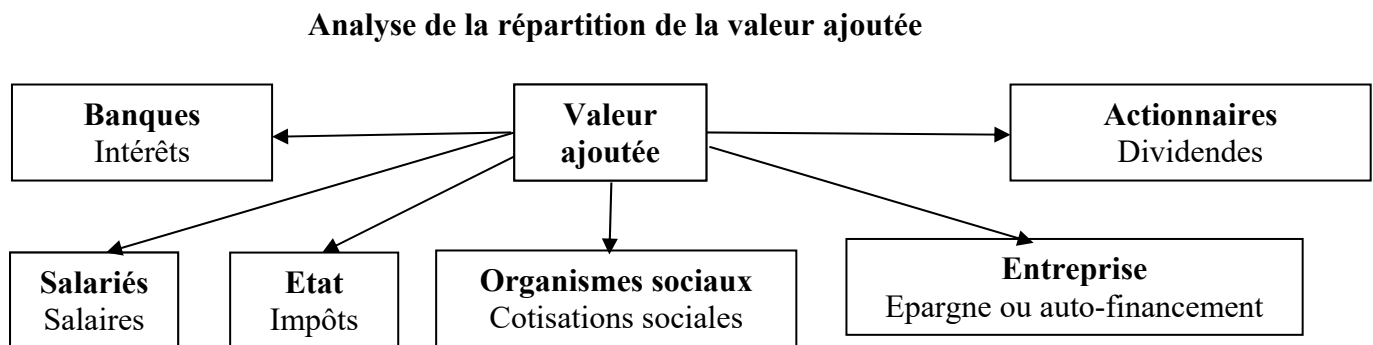 Analyse de la répartition de la valeur ajoutée
Banques
Intérêts
Valeur
ajoutée
Actionnaires
Dividendes
Salariés
Salaires
Etat
Impôts
Organismes sociaux
Cotisations sociales
Entreprise
Epargne ou auto-financement